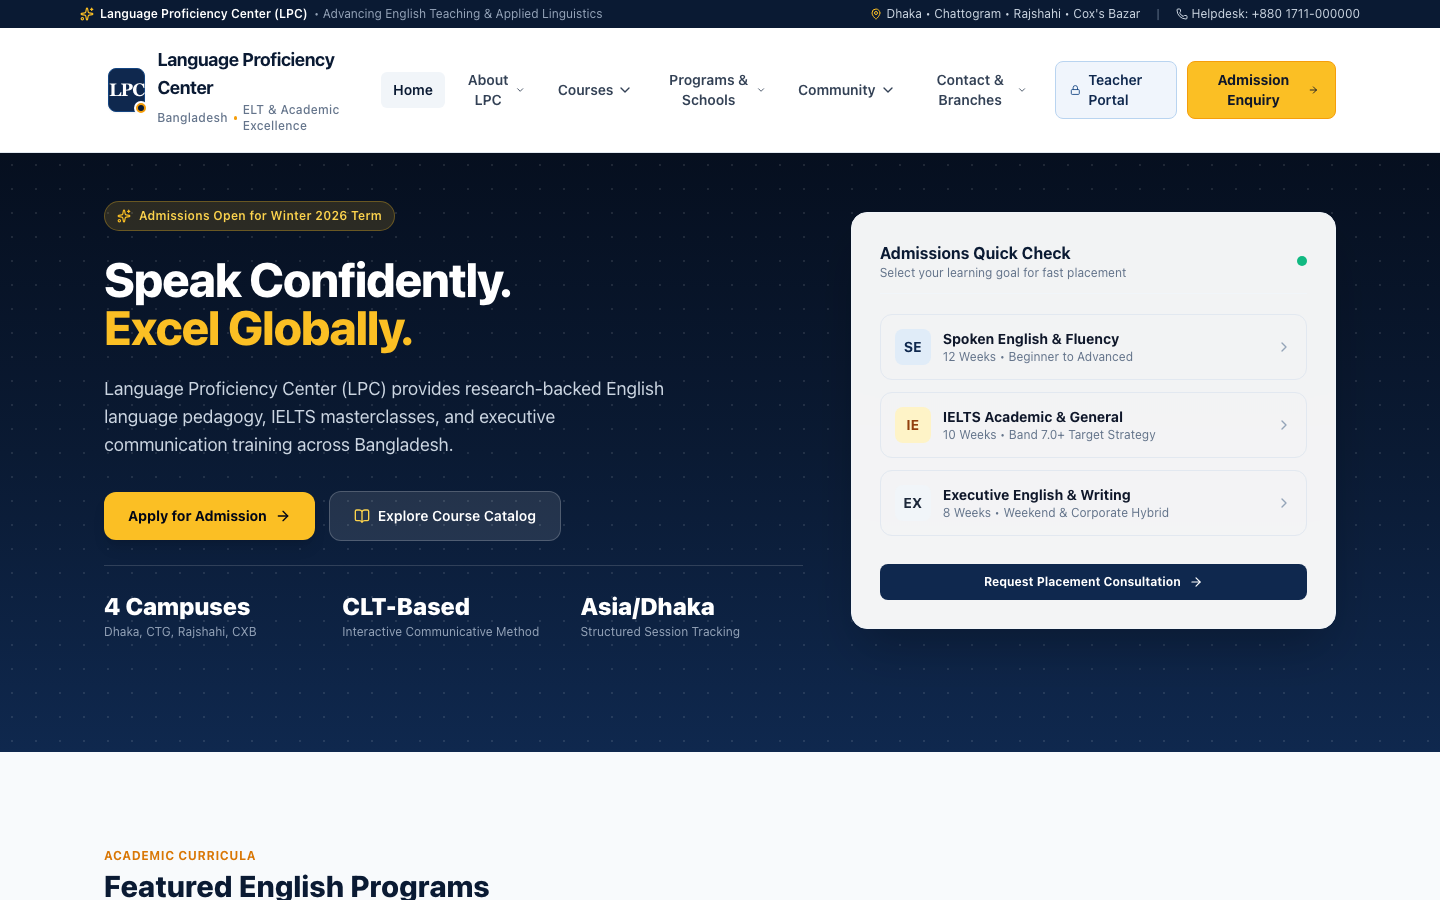 Language Proficiency Center (LPC) • Advancing English Teaching & Applied Linguistics
Dhaka • Chattogram • Rajshahi • Cox's Bazar | Helpdesk: +880 1711-000000
LPC
Language Proficiency
Center
Bangladesh • ELT & Academic
Excellence
Home
About
LPC
Courses
Programs &
Schools
Community
Contact &
Branches
Teacher
Portal
Admission
Enquiry
Admissions Open for Winter 2026 Term
Speak Confidently.
Excel Globally.
Language Proficiency Center (LPC) provides research-backed English
language pedagogy, IELTS masterclasses, and executive
communication training across Bangladesh.
Apply for Admission
Explore Course Catalog
4 Campuses
Dhaka, CTG, Rajshahi, CXB
CLT-Based
Interactive Communicative Method
Asia/Dhaka
Structured Session Tracking
Admissions Quick Check
Select your learning goal for fast placement
SE
Spoken English & Fluency
12 Weeks • Beginner to Advanced
IE
IELTS Academic & General
10 Weeks • Band 7.0+ Target Strategy
EX
Executive English & Writing
8 Weeks • Weekend & Corporate Hybrid
Request Placement Consultation
ACADEMIC CURRICULA
Featured English Programs